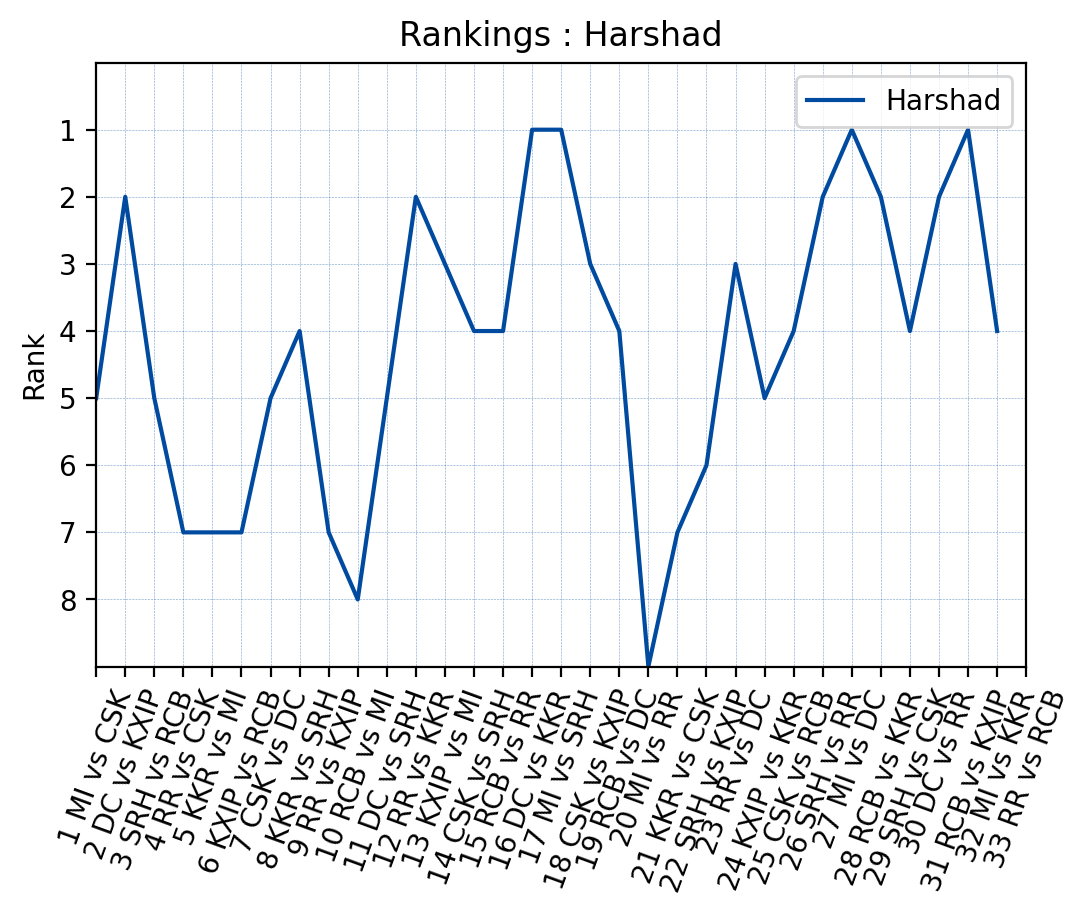 Rankings : Harshad
Harshad
Rank
1
2
3
4
5
6
7
8
1 MI vs CSK
2 DC vs KXIP
3 SRH vs RCB
4 RR vs CSK
5 KKR vs MI
6 KXIP vs RCB
7 CSK vs DC
8 KKR vs SRH
9 RR vs KXIP
10 RCB vs MI
11 DC vs SRH
12 RR vs KKR
13 KXIP vs MI
14 CSK vs SRH
15 RCB vs RR
16 DC vs KKR
17 MI vs SRH
18 CSK vs KXIP
19 RCB vs DC
20 MI vs RR
21 KKR vs CSK
22 SRH vs KXIP
23 RR vs DC
24 KXIP vs KKR
25 CSK vs RCB
26 SRH vs RR
27 MI vs DC
28 RCB vs KKR
29 SRH vs CSK
30 DC vs RR
31 RCB vs KXIP
32 MI vs KKR
33 RR vs RCB